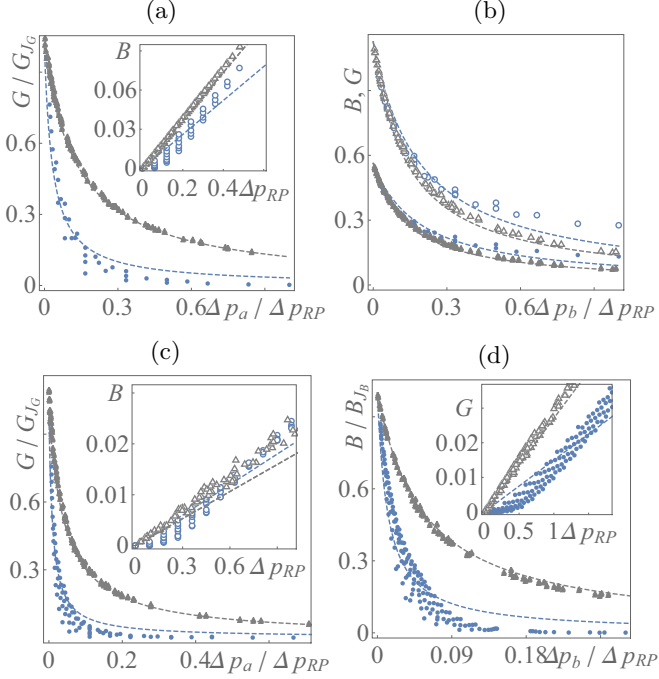 (a)
G / G_{J_G}
0.6
0.3
0
0
0.3
0.6
Δp_a / Δp_{RP}
B
0.06
0.03
0
0
0.2
0.4
Δp_{RP}
(b)
B, G
0.9
0.6
0.3
0
0
0.3
0.6
Δp_b / Δp_{RP}
(c)
G / G_{J_G}
0.6
0.3
0
0.2
0.4
Δp_a / Δp_{RP}
B
0.02
0.01
0
0
0.3
0.6
Δp_{RP}
(d)
B / B_{J_B}
0.6
0.3
0
0
0.09
0.18
Δp_b / Δp_{RP}
G
0.02
0.01
0
0
0.5
1
Δp_{RP}